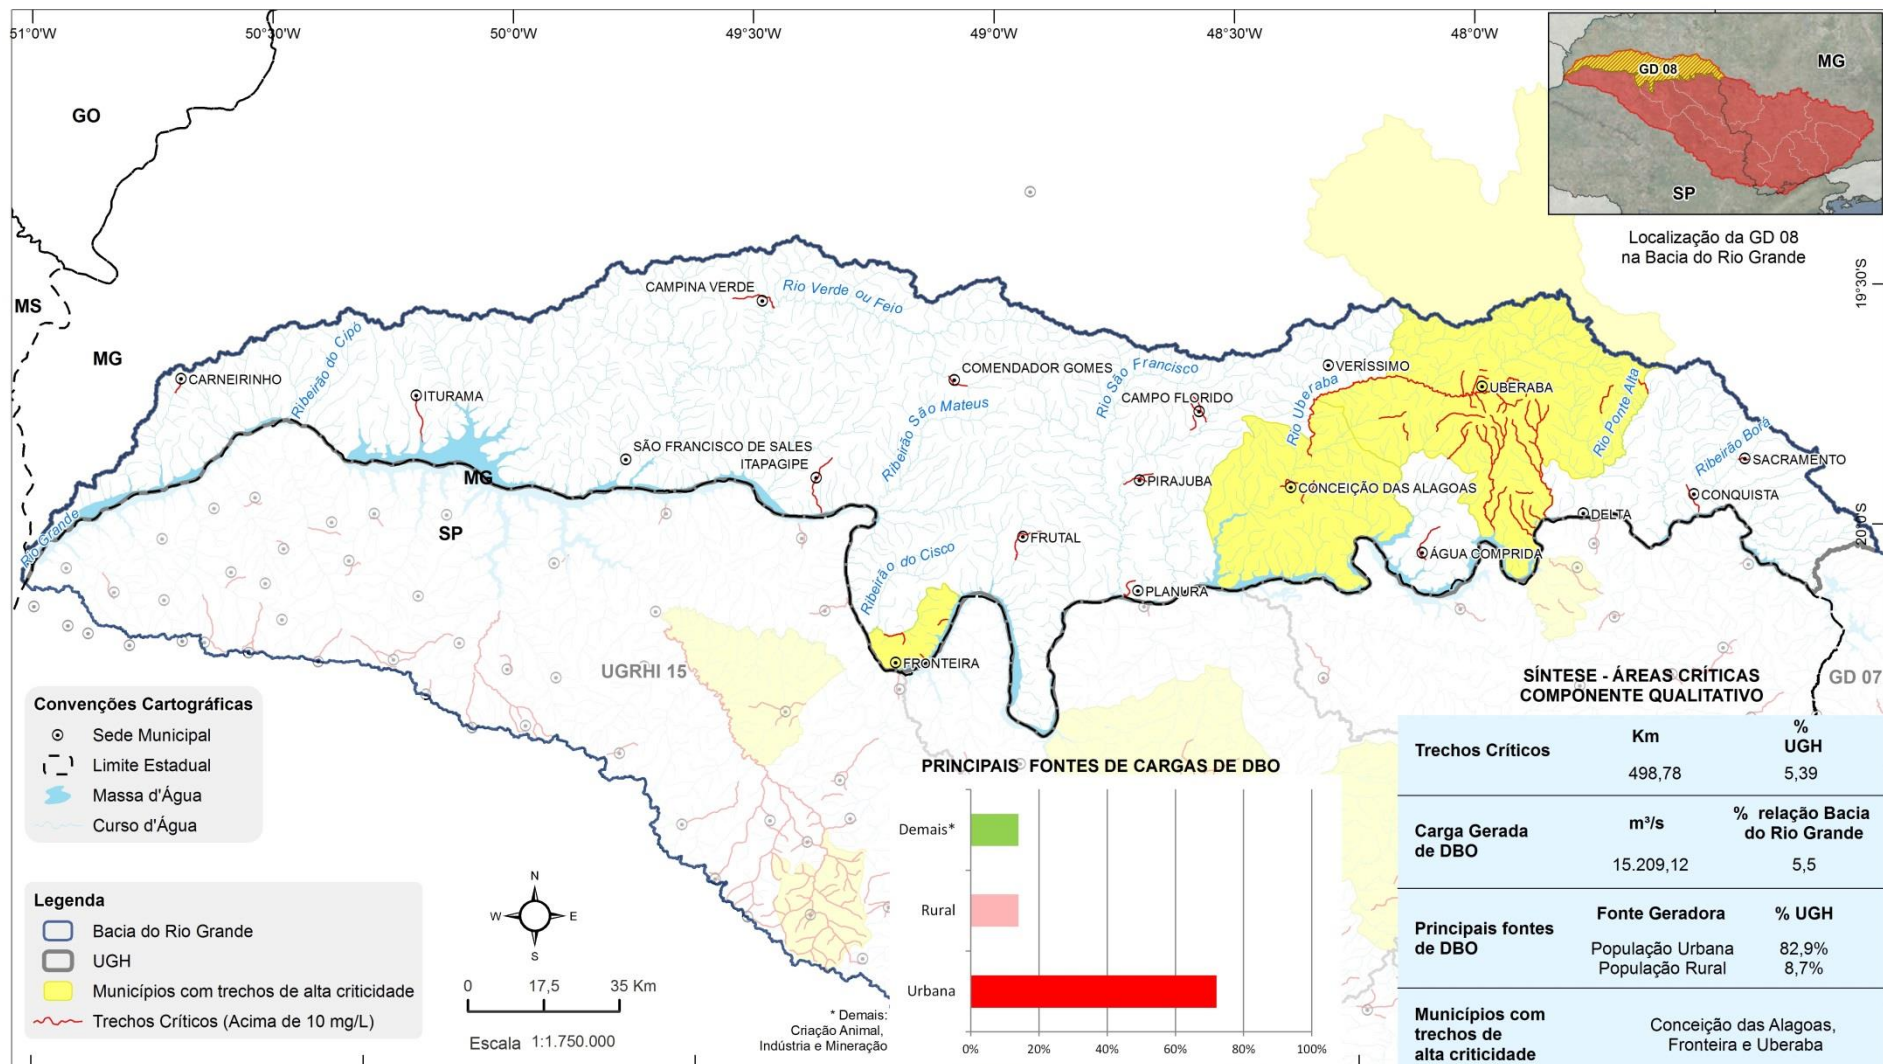 51°0'W
50°30'W
50°0'W
49°30'W
49°0'W
48°30'W
48°0'W
GO
MS
MG
MG
SP
GD 08
MG
SP
Localização da GD 08
na Bacia do Rio Grande
19°30'S
20°0'S
CAMPINA VERDE
Rio Verde ou Feio
CARNEIRINHO
Ribeirão do Cipó
ITURAMA
COMENDADOR GOMES
Rio São Francisco
VERÍSSIMO
UBERABA
CAMPO FLORIDO
Rio Uberaba
Rio Ponte Alta
Ribeirão São Mateus
SÃO FRANCISCO DE SALES
ITAPAGIPE
Ribeirão Borá
SACRAMENTO
PIRAJUBA
CONCEIÇÃO DAS ALAGOAS
CONQUISTA
DELTA
Rio Grande
FRUTAL
ÁGUA COMPRIDA
Ribeirão do Cisco
PLANURA
FRONTEIRA
UGRHI 15
GD 07
Convenções Cartográficas
Sede Municipal
Limite Estadual
Massa d'Água
Curso d'Água
Legenda
Bacia do Rio Grande
UGH
Municípios com trechos de alta criticidade
Trechos Críticos (Acima de 10 mg/L)
N
W
E
S
0
17,5
35 Km
Escala 1:1.750.000
PRINCIPAIS FONTES DE CARGAS DE DBO
Demais*
Rural
Urbana
0%
20%
40%
60%
80%
100%
* Demais:
Criação Animal,
Indústria e Mineração
SÍNTESE - ÁREAS CRÍTICAS
COMPONENTE QUALITATIVO
Trechos Críticos
Km
%
UGH
498,78
5,39
Carga Gerada
de DBO
m³/s
% relação Bacia
do Rio Grande
15.209,12
5,5
Principais fontes
de DBO
Fonte Geradora
% UGH
População Urbana
82,9%
População Rural
8,7%
Municípios com
trechos de
alta criticidade
Conceição das Alagoas,
Fronteira e Uberaba